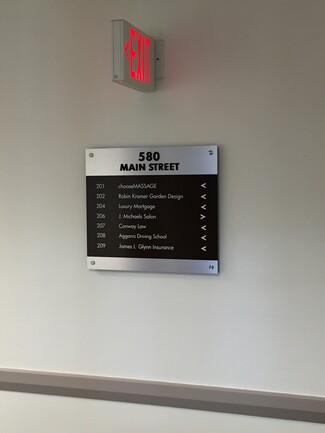 EXIT
580
MAIN STREET
201 chooseMASSAGE <
202 Robin Kramer Garden Design <
204 Luxury Mortgage <
206 J. Michaels Salon >
207 Conway Law <
208 Aggano Driving School <
209 James L. Glynn Insurance <